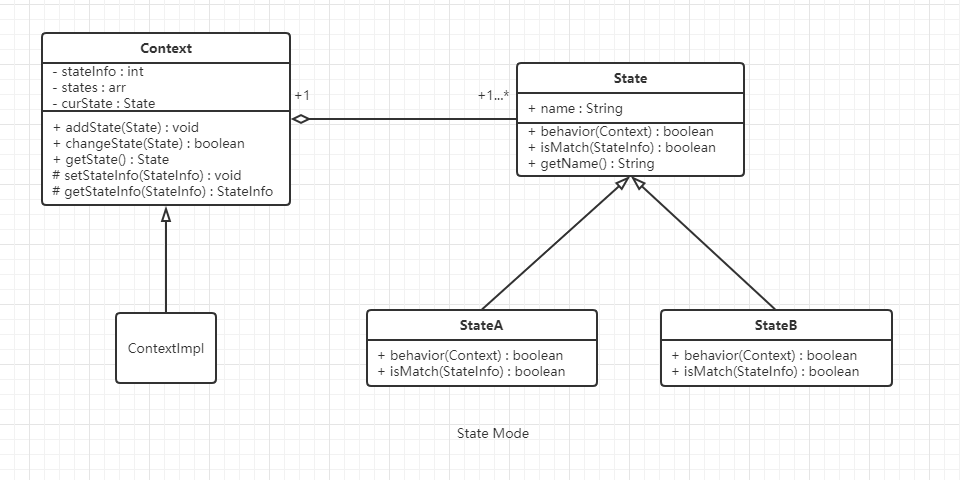 Context
- stateInfo : int
- states : arr
- curState : State
+ addState(State) : void
+ changeState(State) : boolean
+ getState() : State
# setStateInfo(StateInfo) : void
# getStateInfo(StateInfo) : StateInfo
+1
+1...*
State
+ name : String
+ behavior(Context) : boolean
+ isMatch(StateInfo) : boolean
+ getName() : String
ContextImpl
StateA
+ behavior(Context) : boolean
+ isMatch(StateInfo) : boolean
StateB
+ behavior(Context) : boolean
+ isMatch(StateInfo) : boolean
State Mode